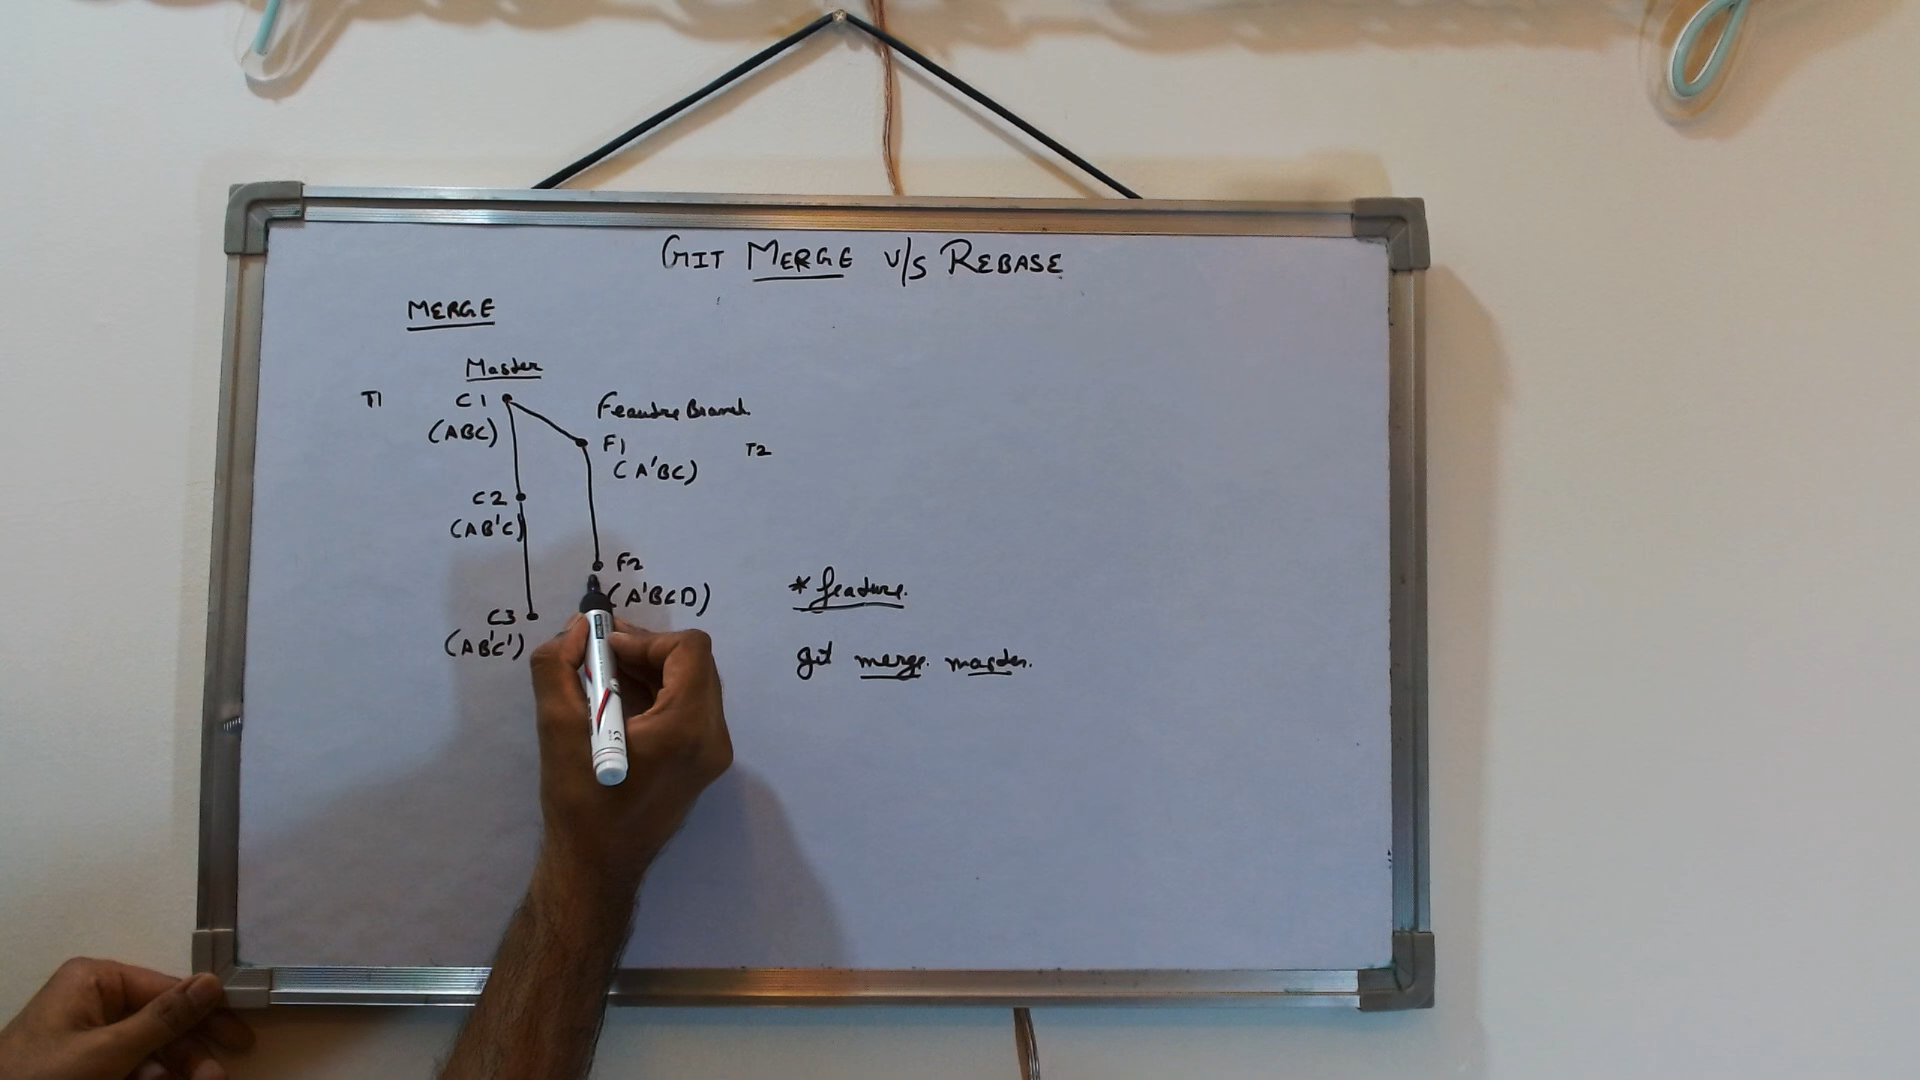 GIT MERGE V/S REBASE
MERGE
Master
T1 C1
(ABC)
Feauture Branch.
F1 T2
(A'BC)
C2
(AB'C)
F2
(A'BCD)
C3
(AB'C')
* feature.
git merge. master.